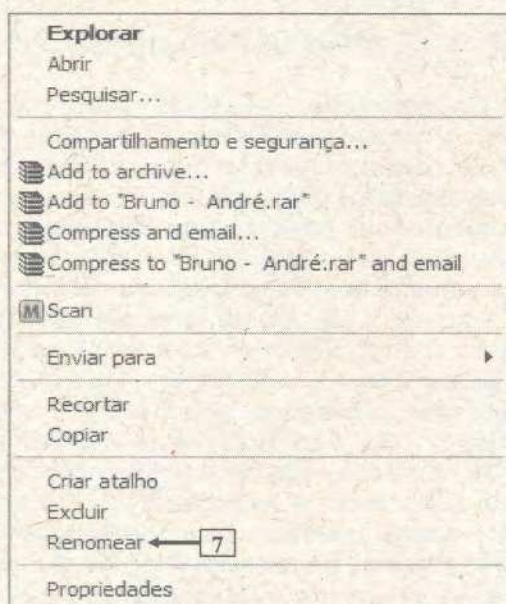 Explorar
Abrir
Pesquisar...
Compartilhamento e segurança...
Add to archive...
Add to "Bruno - André.rar"
Compress and email...
Compress to "Bruno - André.rar" and email
M Scan
Enviar para
Recortar
Copiar
Criar atalho
Excluir
Renomear 7
Propriedades